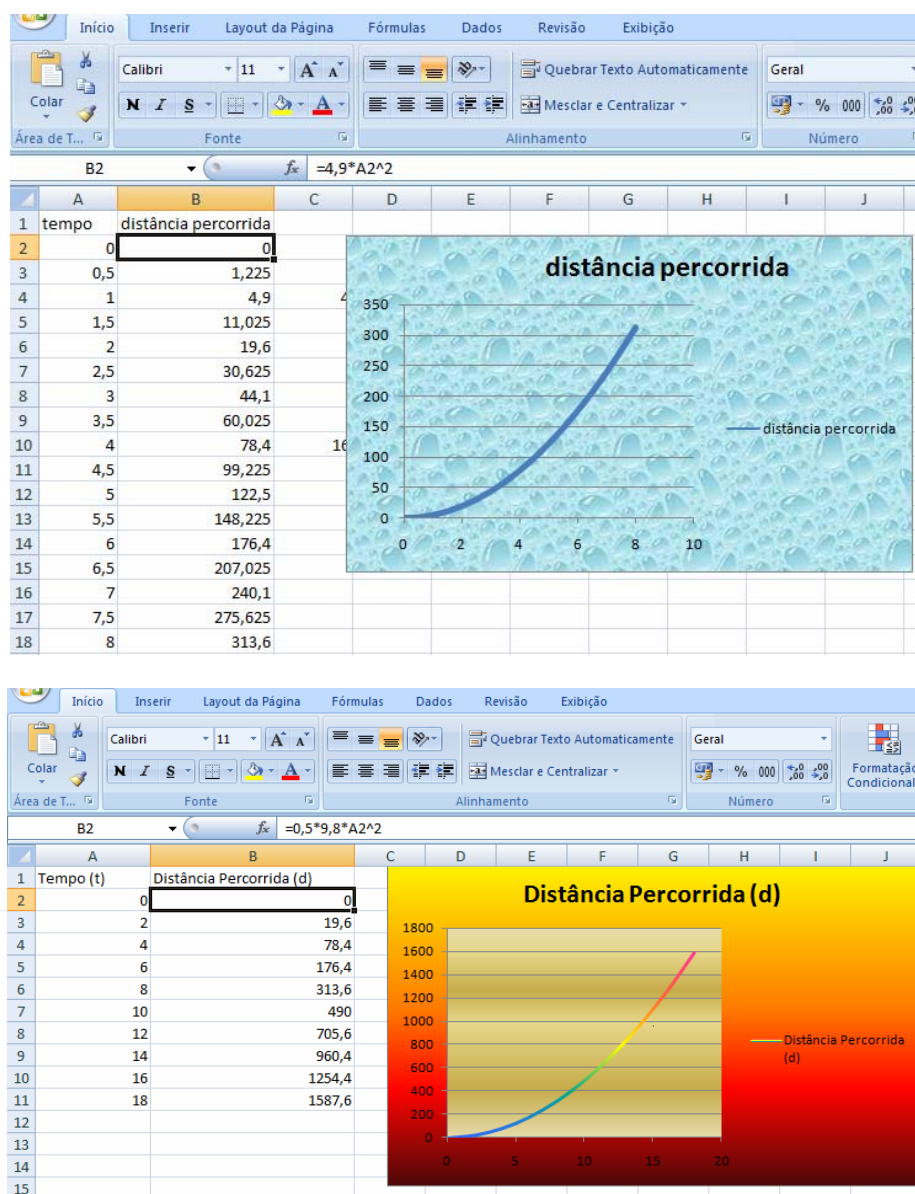 Início Inserir Layout da Página Fórmulas Dados Revisão Exibição
Calibri 11 A A Quebrar Texto Automaticamente Geral
Colar
N I S A Mesclar e Centralizar % 000 ,00
Área de T... Fonte Alinhamento Número
B2 fx =4,9*A2^2
A B C D E F G H I J
1 tempo distância percorrida
2 0 0
3 0,5 1,225
4 1 4,9 4
5 1,5 11,025
6 2 19,6
7 2,5 30,625
8 3 44,1
9 3,5 60,025
10 4 78,4 16
11 4,5 99,225
12 5 122,5
13 5,5 148,225
14 6 176,4
15 6,5 207,025
16 7 240,1
17 7,5 275,625
18 8 313,6
distância percorrida
350
300
250
200
150
100
50
0
0 2 4 6 8 10
distância percorrida
Início Inserir Layout da Página Fórmulas Dados Revisão Exibição
Calibri 11 A A Quebrar Texto Automaticamente Geral
Colar
N I S A Mesclar e Centralizar % 000 ,00 ,00 Formatação
Condicional
Área de T... Fonte Alinhamento Número
B2 fx =0,5*9,8*A2^2
A B C D E F G H I J
1 Tempo (t) Distância Percorrida (d)
2 0 0
3 2 19,6
4 4 78,4
5 6 176,4
6 8 313,6
7 10 490
8 12 705,6
9 14 960,4
10 16 1254,4
11 18 1587,6
12
13
14
15
Distância Percorrida (d)
1800
1600
1400
1200
1000
800
600
400
200
0
0 5 10 15 20
Distância Percorrida
(d)